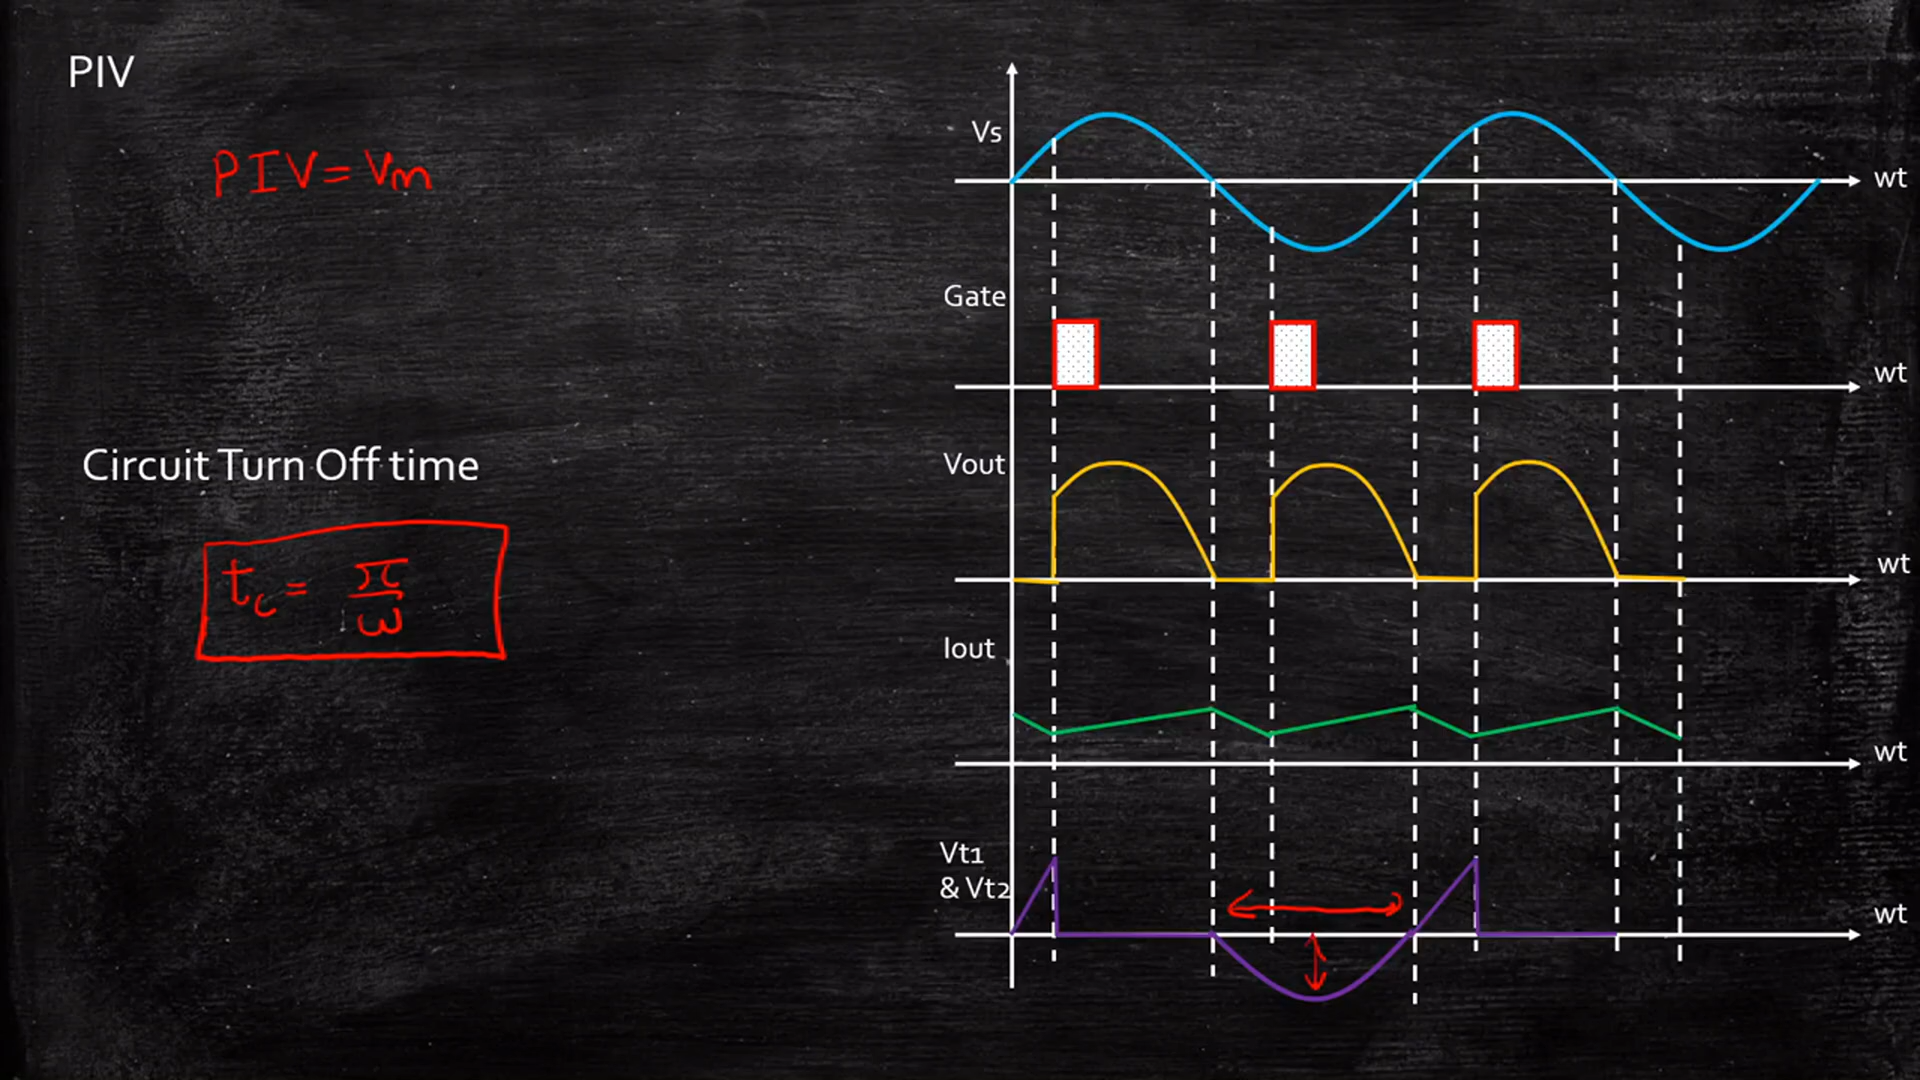 PIV
PIV = Vm
Circuit Turn Off time
tc = π/ω
Vs
wt
Gate
wt
Vout
wt
Iout
wt
Vt1
& Vt2
wt